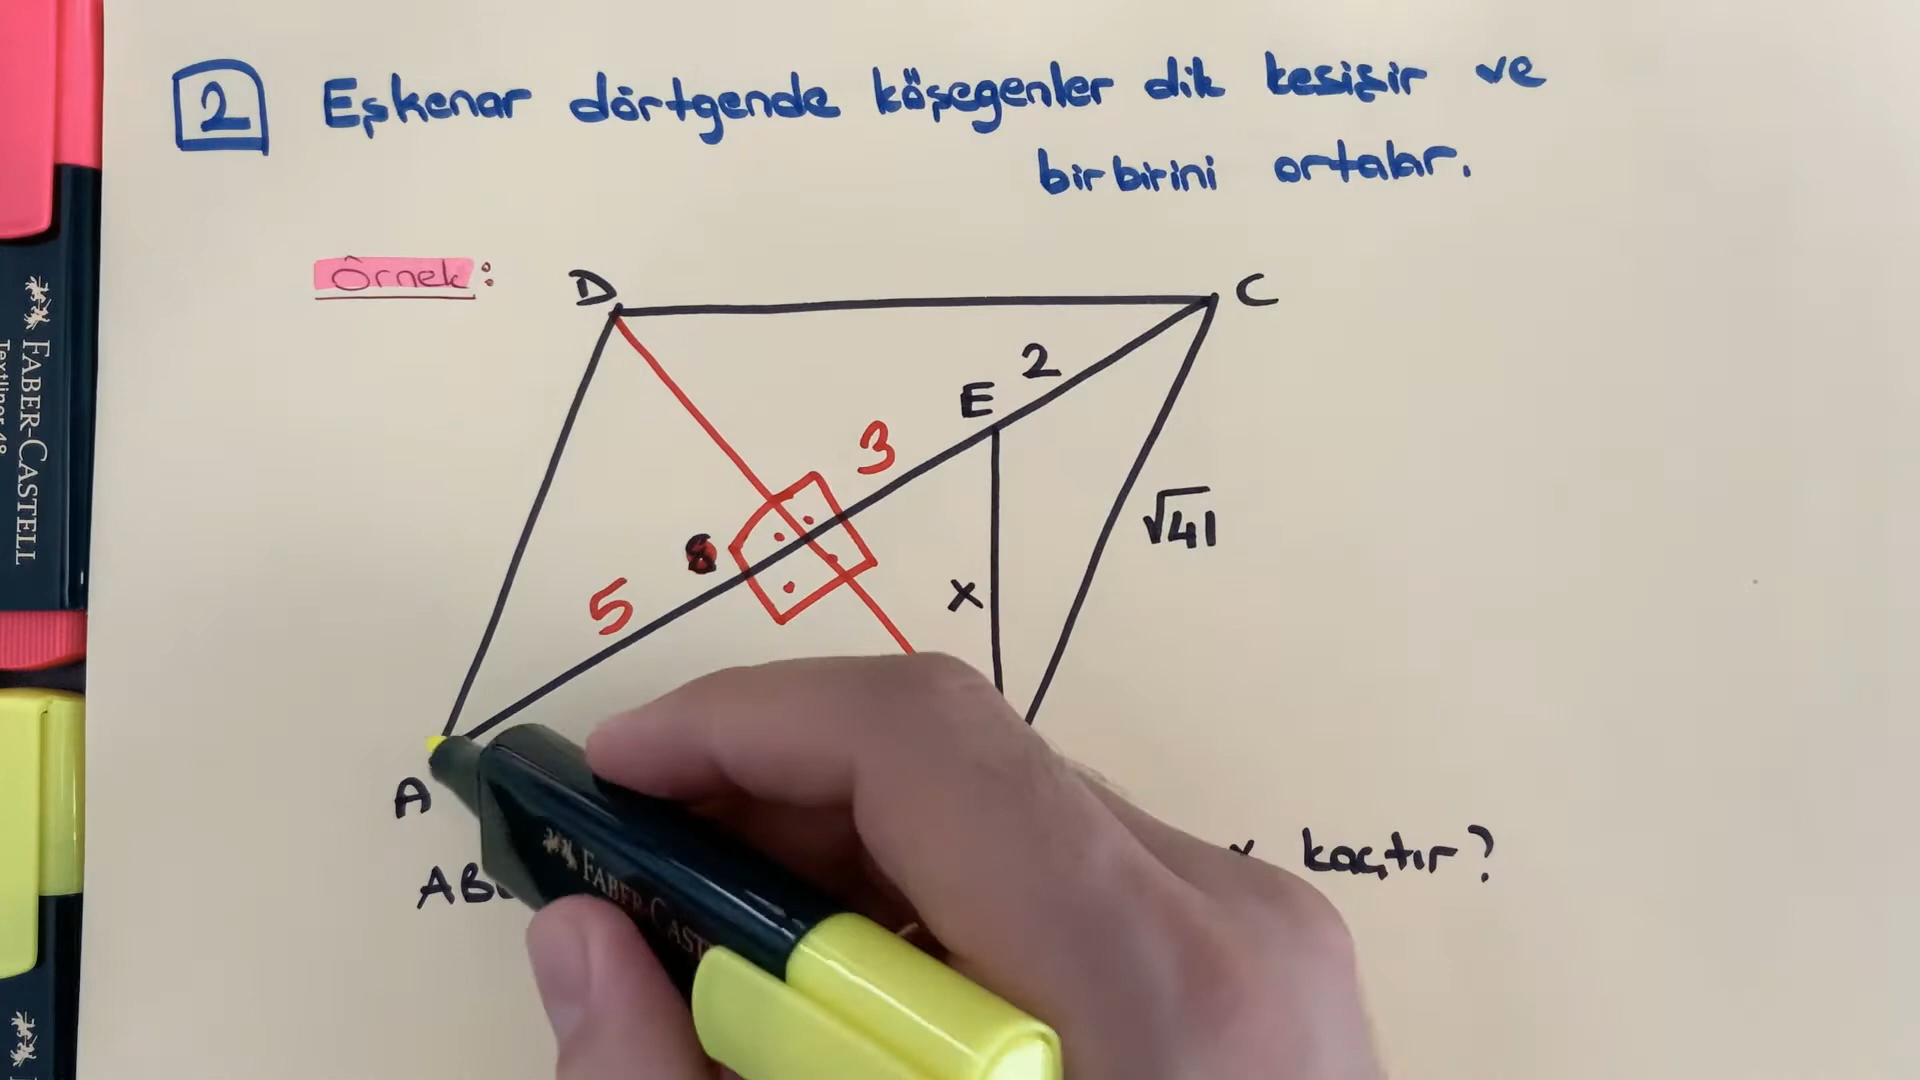 2 Eşkenar dörtgende köşegenler dik kesişir ve
birbirini ortalar.
Örnek:
D
C
2
E
3
√41
8
5
x
A
kaçtır?
FABER-CASTELL
FABER-CASTELL